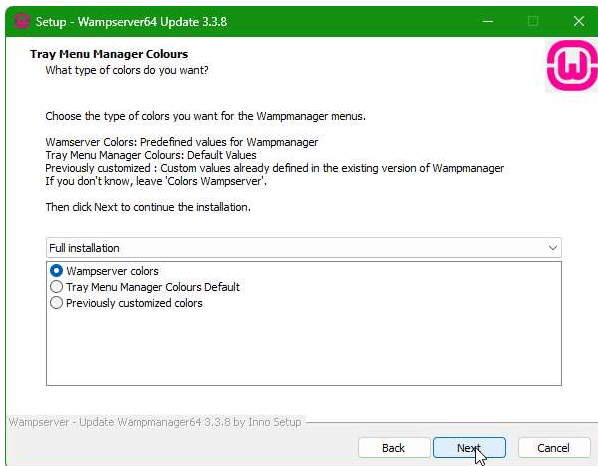 Setup - Wampserver64 Update 3.3.8
Tray Menu Manager Colours
What type of colors do you want?
Choose the type of colors you want for the Wampmanager menus.
Wamserver Colors: Predefined values for Wampmanager
Tray Menu Manager Colours: Default Values
Previously customized : Custom values already defined in the existing version of Wampmanager
If you don't know, leave 'Colors Wampserver'.
Then click Next to continue the installation.
Full installation
Wampserver colors
Tray Menu Manager Colours Default
Previously customized colors
Wampserver - Update Wampmanager64 3.3.8 by Inno Setup
Back Next Cancel